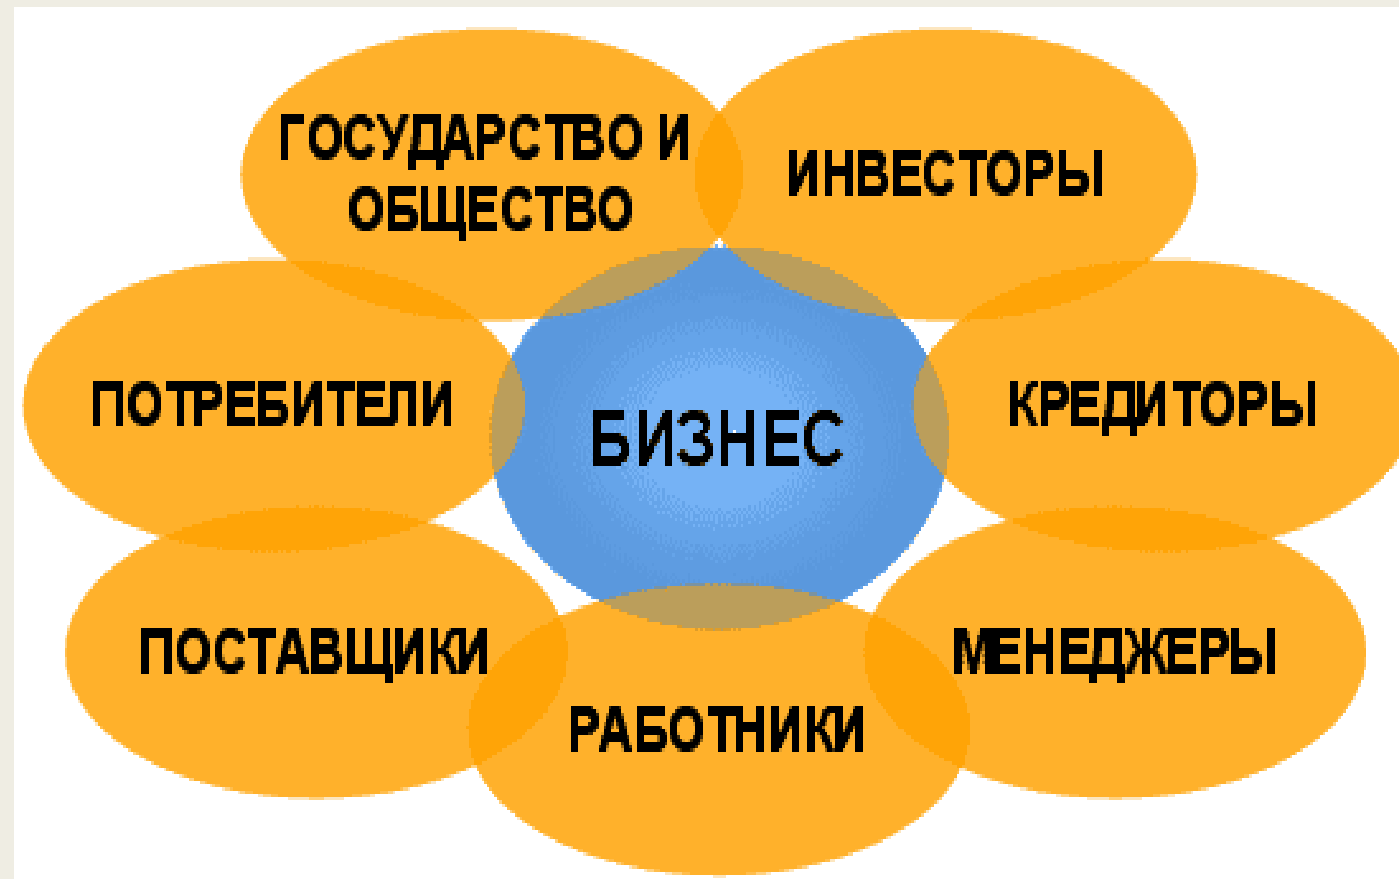 ГОСУДАРСТВО И
ОБЩЕСТВО
ИНВЕСТОРЫ
ПОТРЕБИТЕЛИ
БИЗНЕС
КРЕДИТОРЫ
ПОСТАВЩИКИ
МЕНЕДЖЕРЫ
РАБОТНИКИ